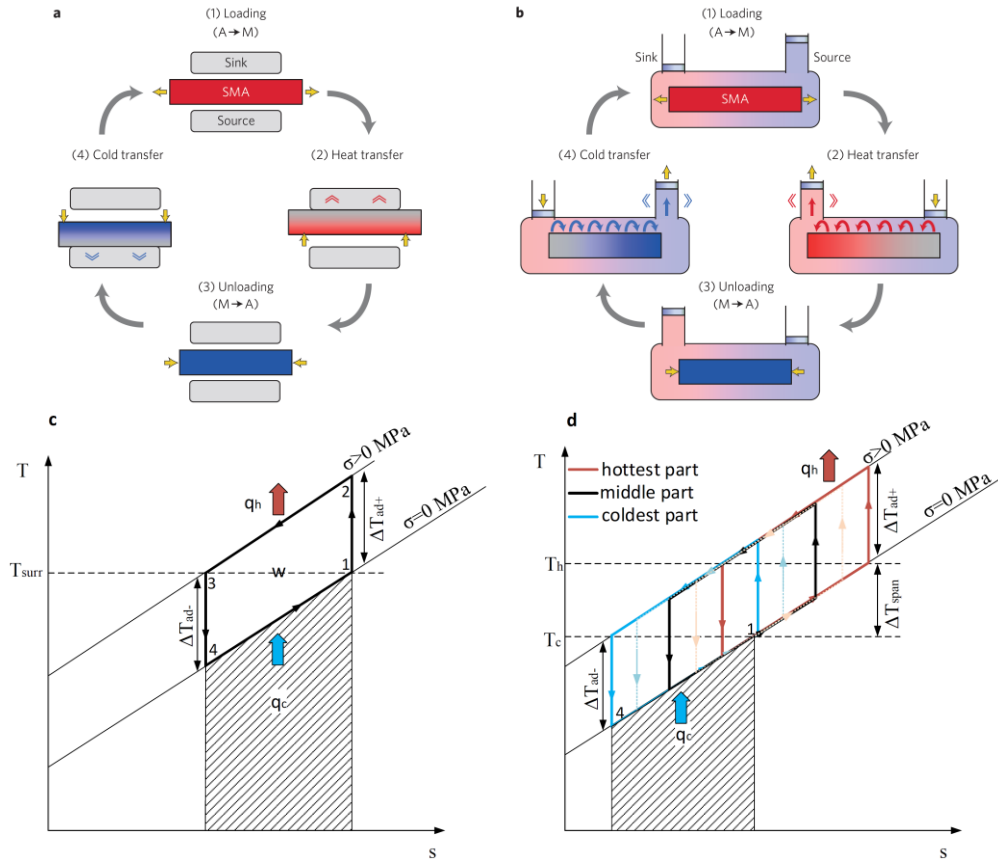 a
(1) Loading
(A→M)
Sink
SMA
Source
(4) Cold transfer
(2) Heat transfer
(3) Unloading
(M→A)
b
(1) Loading
(A→M)
Sink
Source
SMA
(4) Cold transfer
(2) Heat transfer
(3) Unloading
(M→A)
c
T
σ>0 MPa
σ=0 MPa
qh
2
ΔTad+
Tsurr
3
w
1
ΔTad-
4
qc
s
d
T
hottest part
middle part
coldest part
qh
σ>0 MPa
σ=0 MPa
ΔTad+
Th
ΔTspan
Tc
1
ΔTad-
4
qc
s